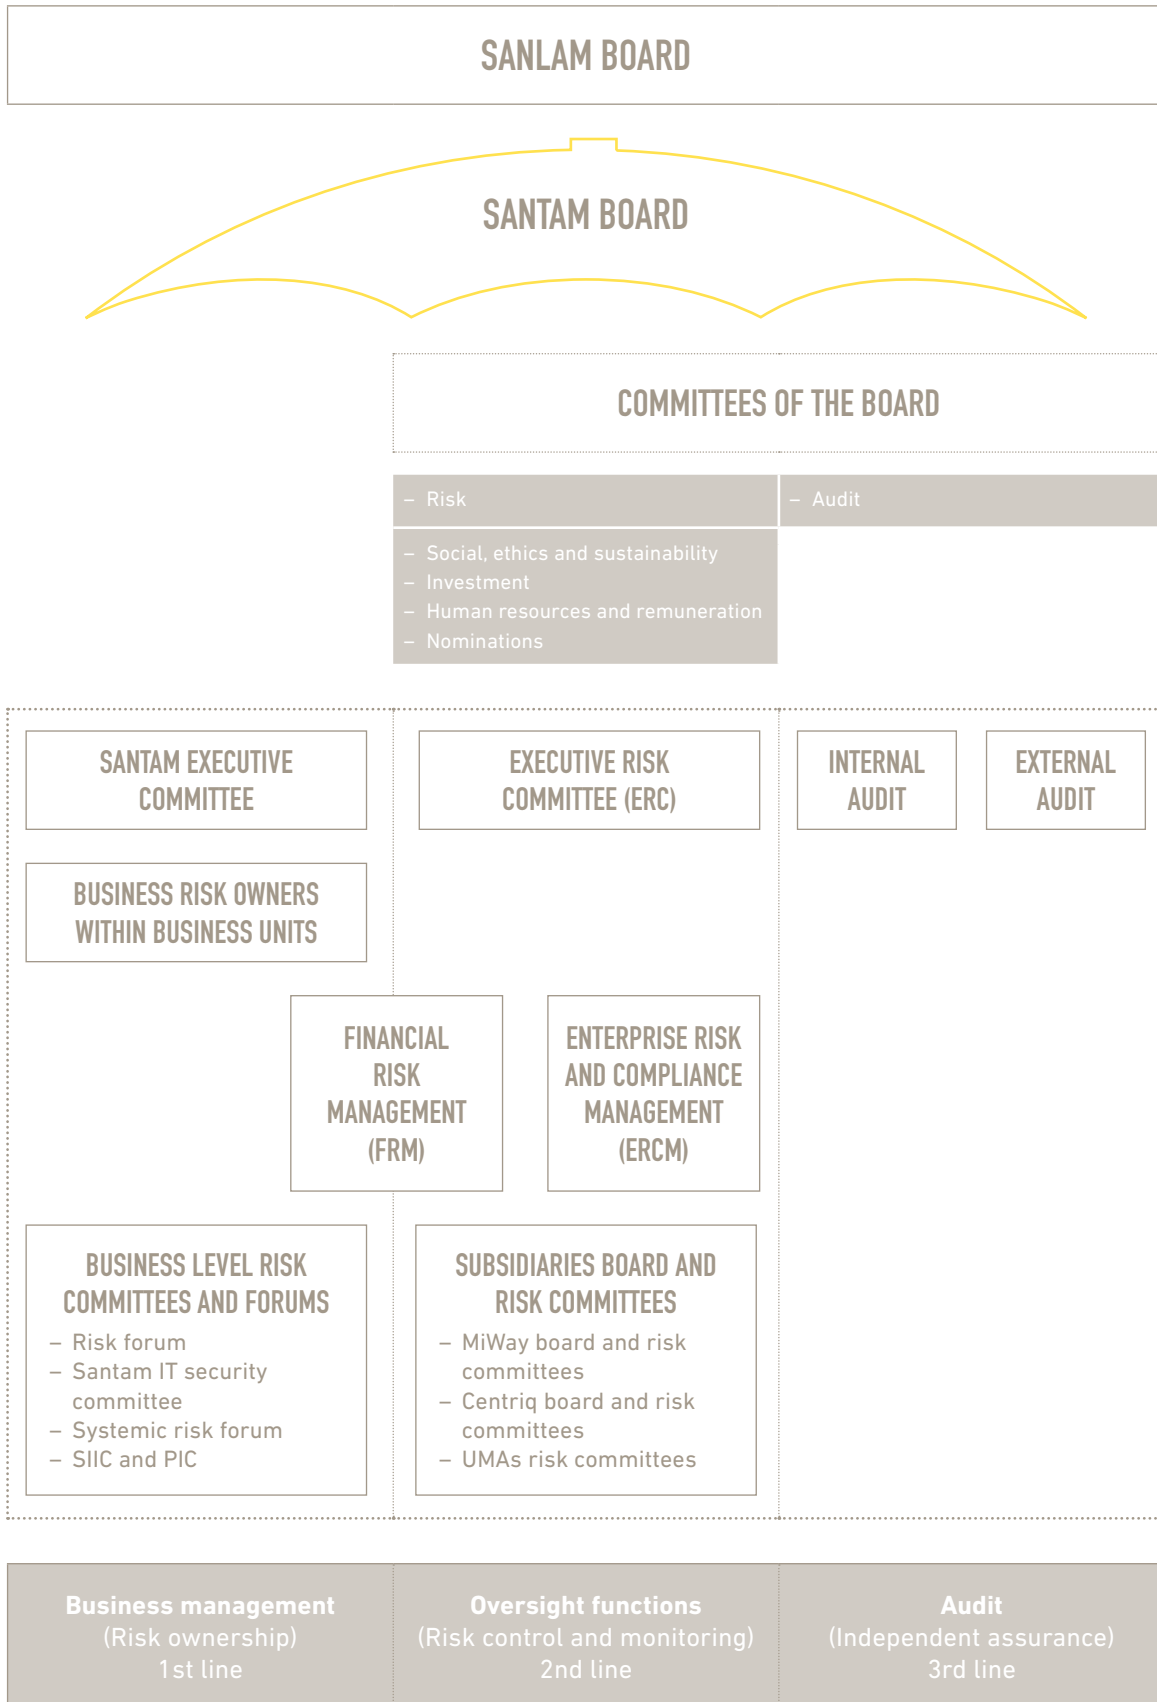 SANLAM BOARD
SANTAM BOARD
COMMITTEES OF THE BOARD
– Risk
– Audit
– Social, ethics and sustainability
– Investment
– Human resources and remuneration
– Nominations
SANTAM EXECUTIVE
COMMITTEE
EXECUTIVE RISK
COMMITTEE (ERC)
INTERNAL
AUDIT
EXTERNAL
AUDIT
BUSINESS RISK OWNERS
WITHIN BUSINESS UNITS
FINANCIAL
RISK
MANAGEMENT
(FRM)
ENTERPRISE RISK
AND COMPLIANCE
MANAGEMENT
(ERCM)
BUSINESS LEVEL RISK
COMMITTEES AND FORUMS
– Risk forum
– Santam IT security
committee
– Systemic risk forum
– SIIC and PIC
SUBSIDIARIES BOARD AND
RISK COMMITTEES
– MiWay board and risk
committees
– Centriq board and risk
committees
– UMAs risk committees
Business management
(Risk ownership)
1st line
Oversight functions
(Risk control and monitoring)
2nd line
Audit
(Independent assurance)
3rd line